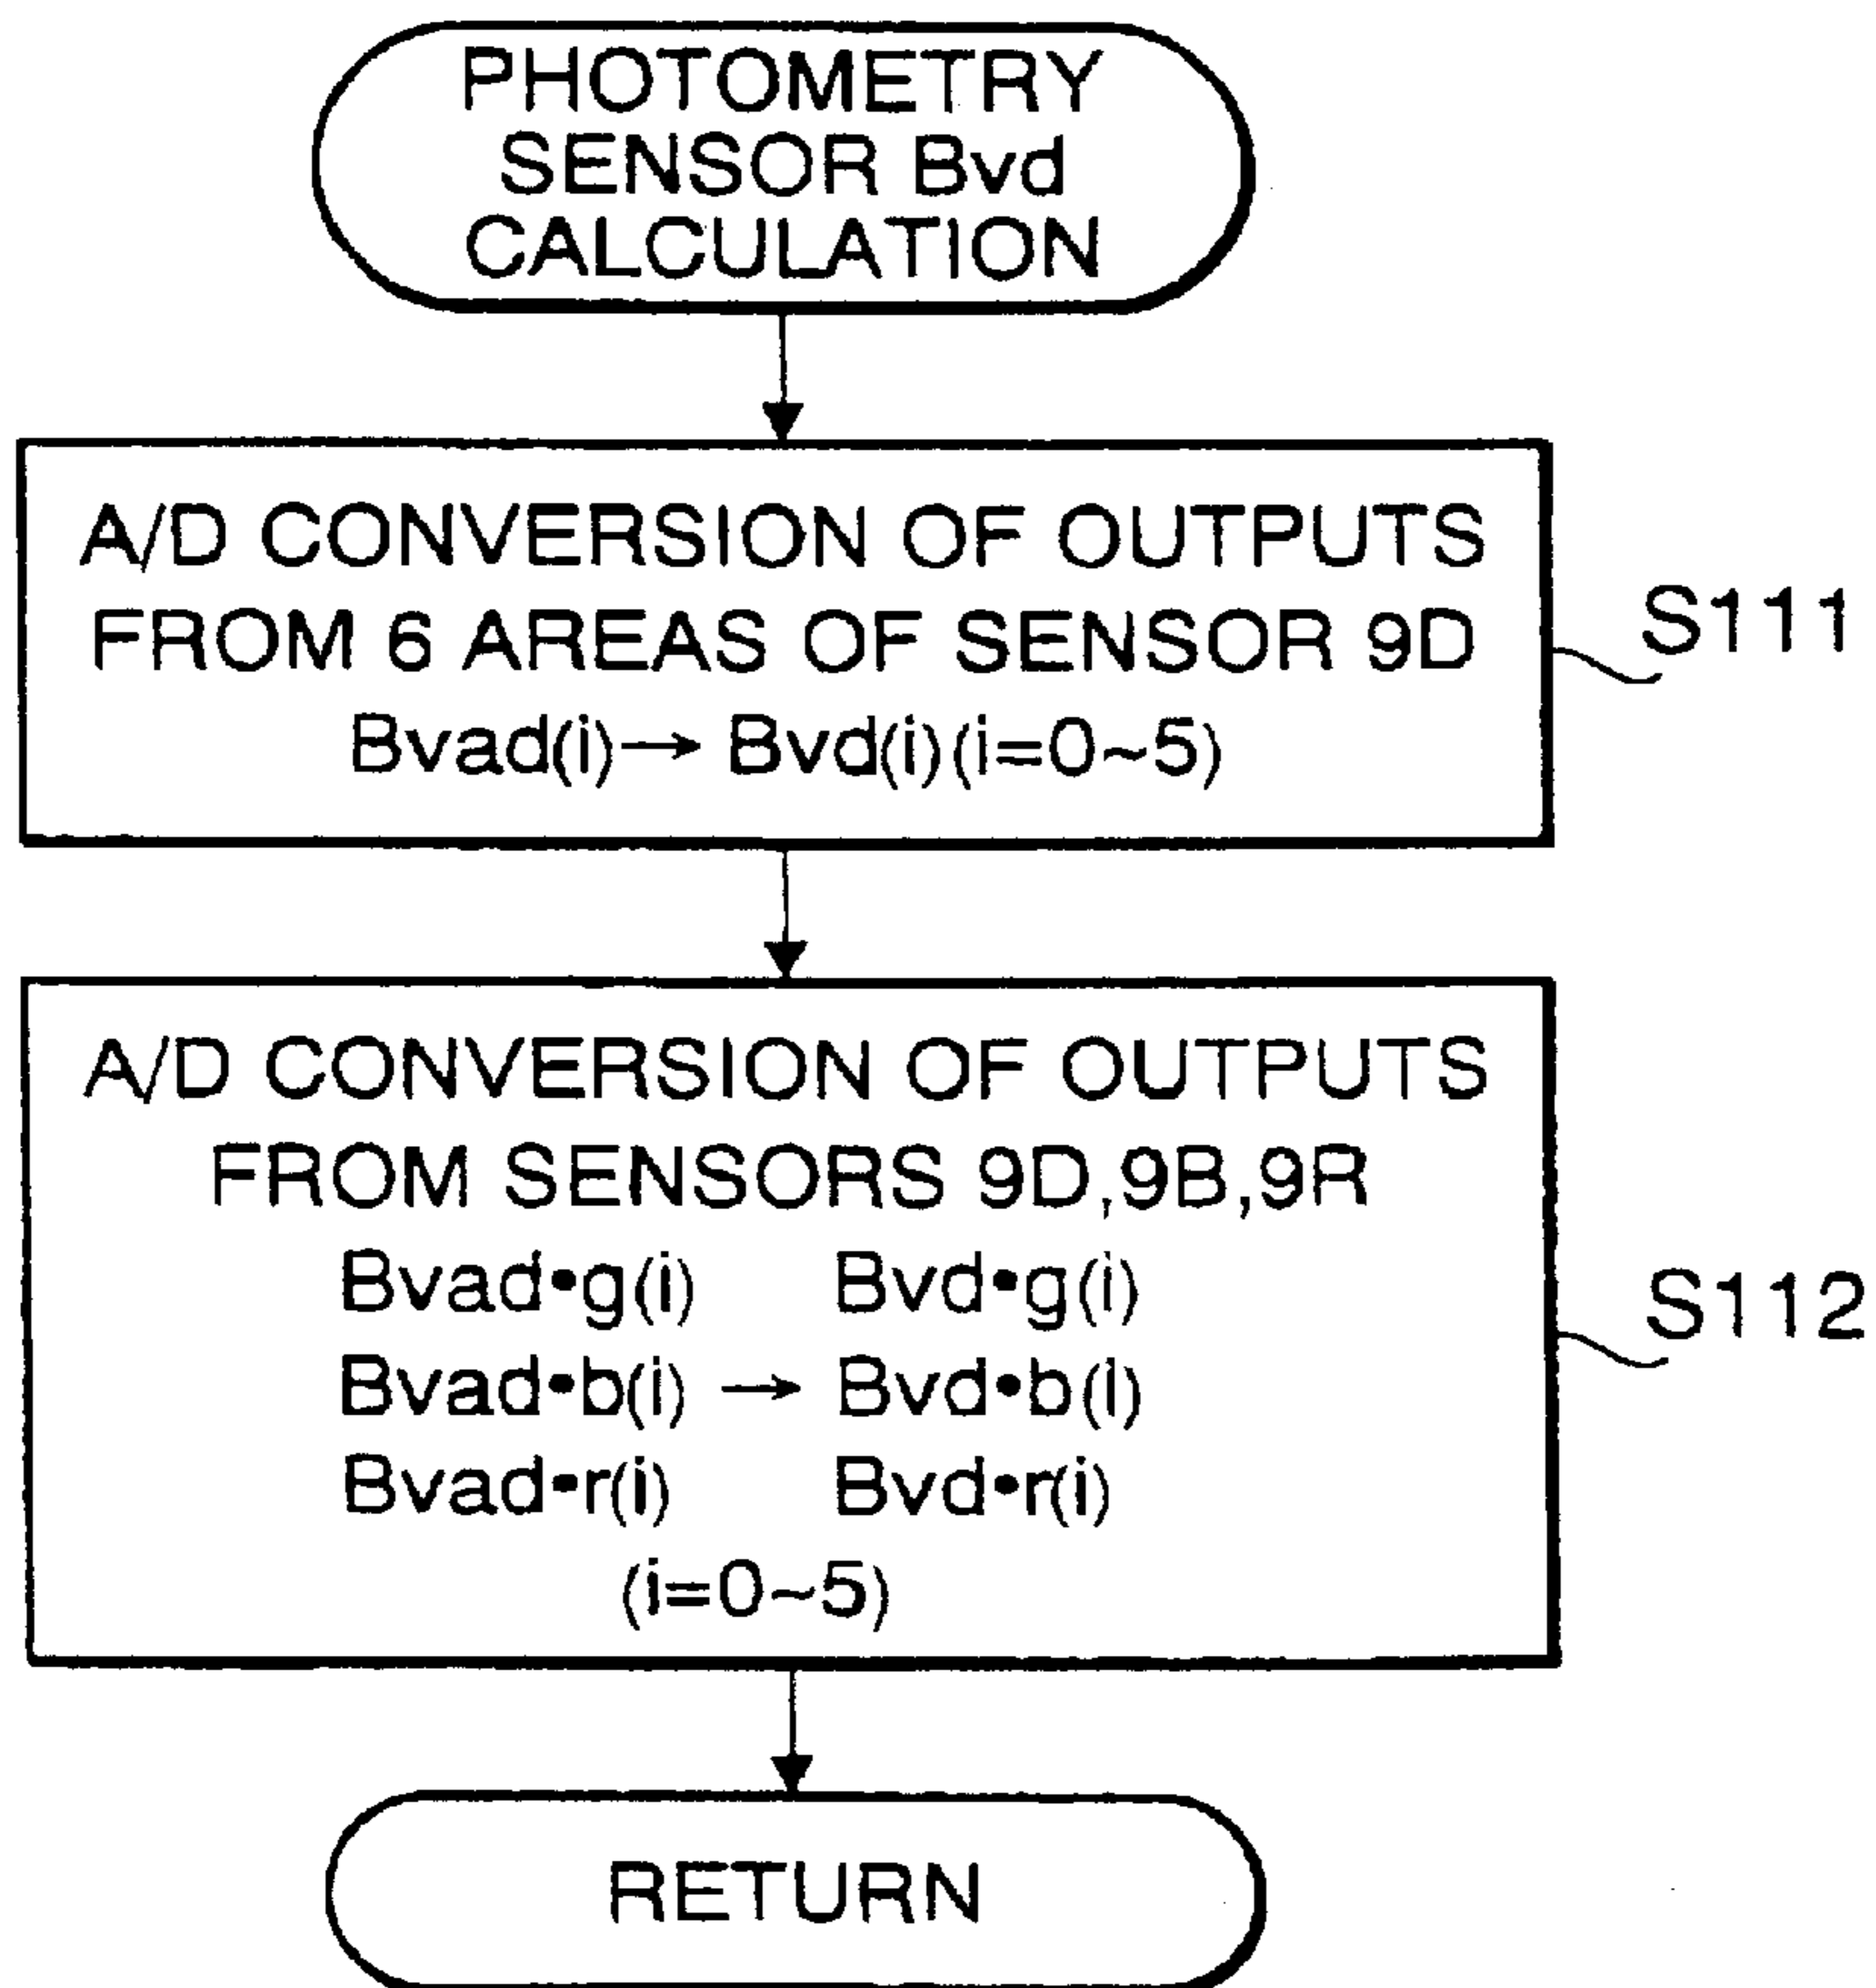 PHOTOMETRY
SENSOR Bvd
CALCULATION
A/D CONVERSION OF OUTPUTS
FROM 6 AREAS OF SENSOR 9D
Bvad(i)→ Bvd(i)(i=0~5)
S111
A/D CONVERSION OF OUTPUTS
FROM SENSORS 9D,9B,9R
Bvad•g(i) Bvd•g(i)
Bvad•b(i) → Bvd•b(i)
Bvad•r(i) Bvd•r(i)
(i=0~5)
S112
RETURN